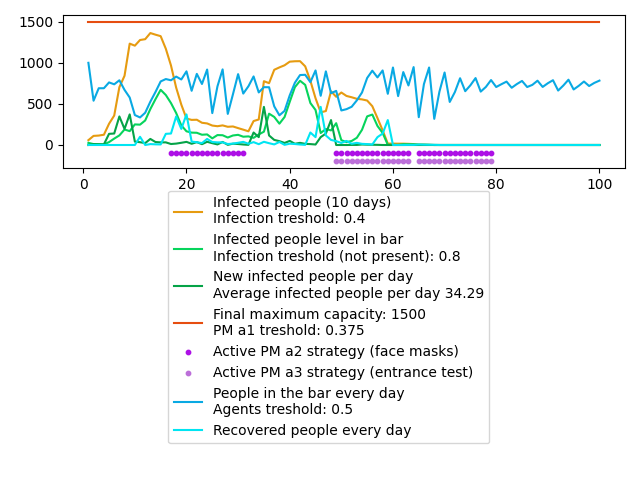 1500
1000
500
0
0
20
40
60
80
100
Infected people (10 days)
Infection treshold: 0.4
Infected people level in bar
Infection treshold (not present): 0.8
New infected people per day
Average infected people per day 34.29
Final maximum capacity: 1500
PM a1 treshold: 0.375
Active PM a2 strategy (face masks)
Active PM a3 strategy (entrance test)
People in the bar every day
Agents treshold: 0.5
Recovered people every day